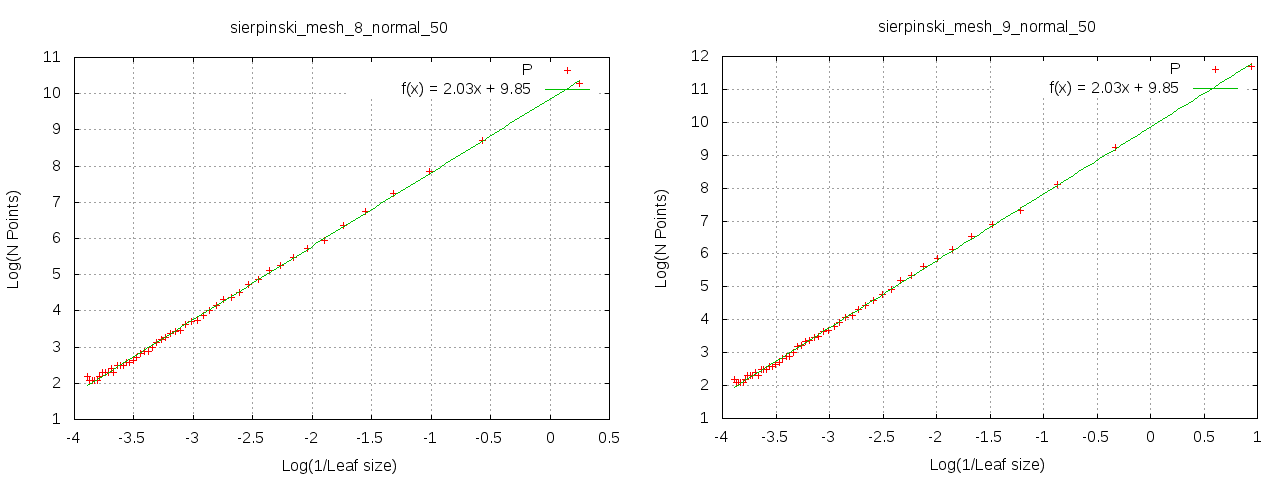 sierpinski_mesh_8_normal_50
11
10
9
8
7
6
5
4
3
2
1
-4 -3.5 -3 -2.5 -2 -1.5 -1 -0.5 0 0.5
Log(N Points)
Log(1/Leaf size)
P
f(x) = 2.03x + 9.85
sierpinski_mesh_9_normal_50
12
11
10
9
8
7
6
5
4
3
2
1
-4 -3.5 -3 -2.5 -2 -1.5 -1 -0.5 0 0.5 1
Log(N Points)
Log(1/Leaf size)
P
f(x) = 2.03x + 9.85